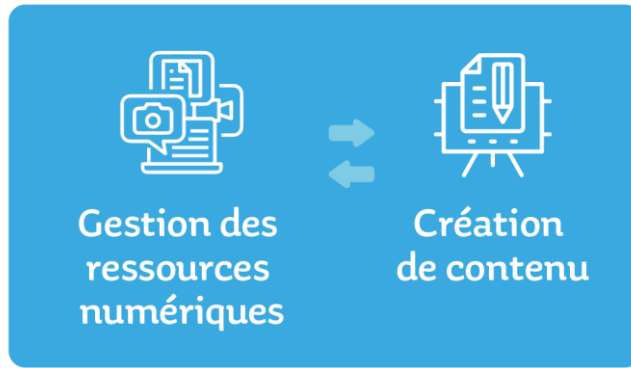 Gestion des
ressources
numériques
Création
de contenu